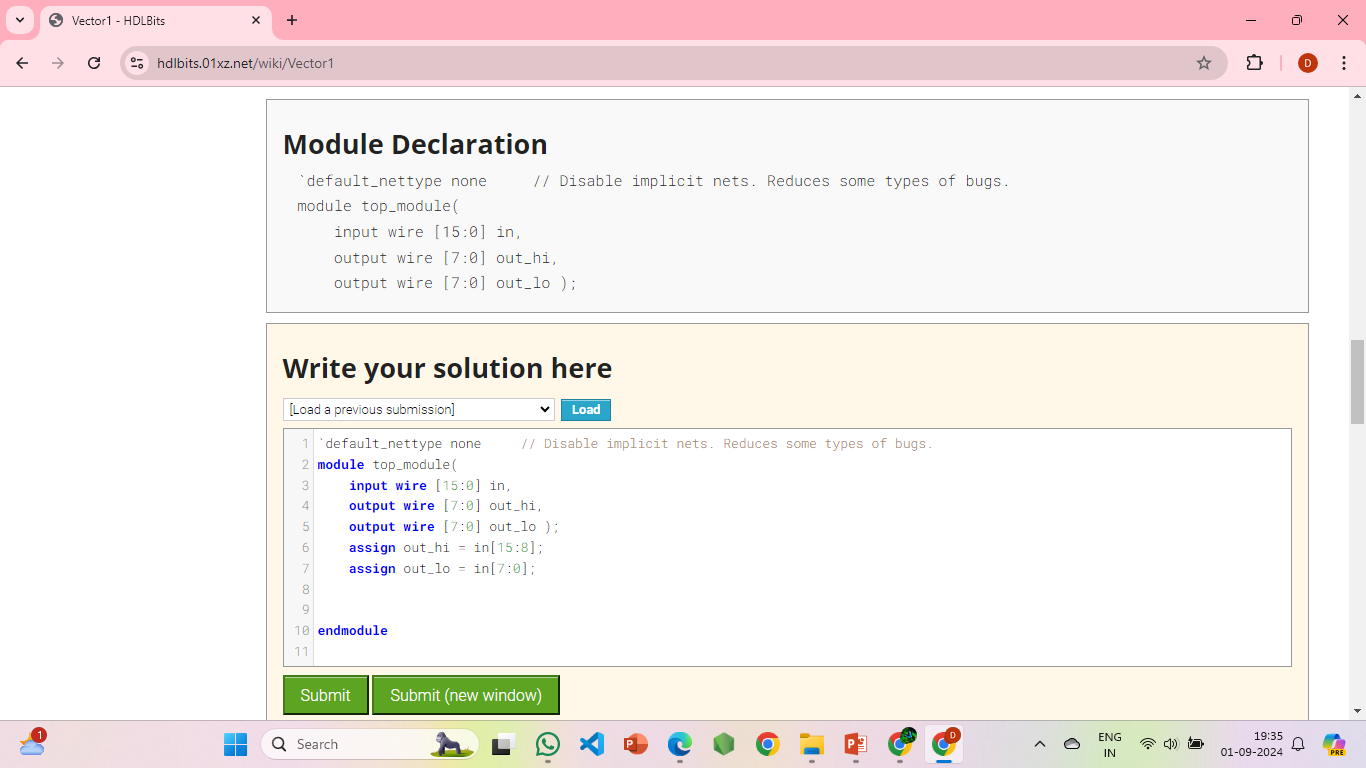 Vector1 - HDLBits
hdlbits.01xz.net/wiki/Vector1
D
Module Declaration
`default_nettype none     // Disable implicit nets. Reduces some types of bugs.
module top_module(
    input wire [15:0] in,
    output wire [7:0] out_hi,
    output wire [7:0] out_lo );
Write your solution here
[Load a previous submission]
Load
1 `default_nettype none     // Disable implicit nets. Reduces some types of bugs.
2 module top_module(
3     input wire [15:0] in,
4     output wire [7:0] out_hi,
5     output wire [7:0] out_lo );
6     assign out_hi = in[15:8];
7     assign out_lo = in[7:0];
8
9
10 endmodule
11
Submit
Submit (new window)
1
Search
D
ENG
IN
19:35
01-09-2024
PRE